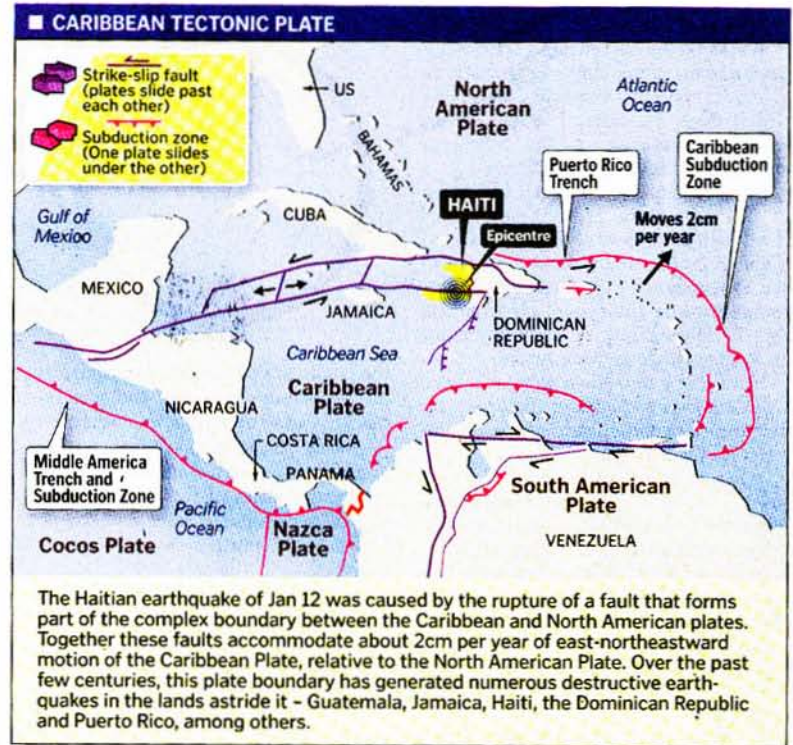 CARIBBEAN TECTONIC PLATE
Strike-slip fault
(plates slide past
each other)
Subduction zone
(One plate slides
under the other)
US
North
American
Plate
Atlantic
Ocean
BAHAMAS
Puerto Rico
Trench
Caribbean
Subduction
Zone
Gulf of
Mexico
CUBA
HAITI
Epicentre
Moves 2cm
per year
MEXICO
JAMAICA
DOMINICAN
REPUBLIC
Caribbean Sea
Caribbean
Plate
NICARAGUA
COSTA RICA
PANAMA
Middle America
Trench and
Subduction Zone
Pacific
Ocean
Cocos Plate
Nazca
Plate
South American
Plate
VENEZUELA
The Haitian earthquake of Jan 12 was caused by the rupture of a fault that forms
part of the complex boundary between the Caribbean and North American plates.
Together these faults accommodate about 2cm per year of east-northeastward
motion of the Caribbean Plate, relative to the North American Plate. Over the past
few centuries, this plate boundary has generated numerous destructive earth-
quakes in the lands astride it – Guatemala, Jamaica, Haiti, the Dominican Republic
and Puerto Rico, among others.